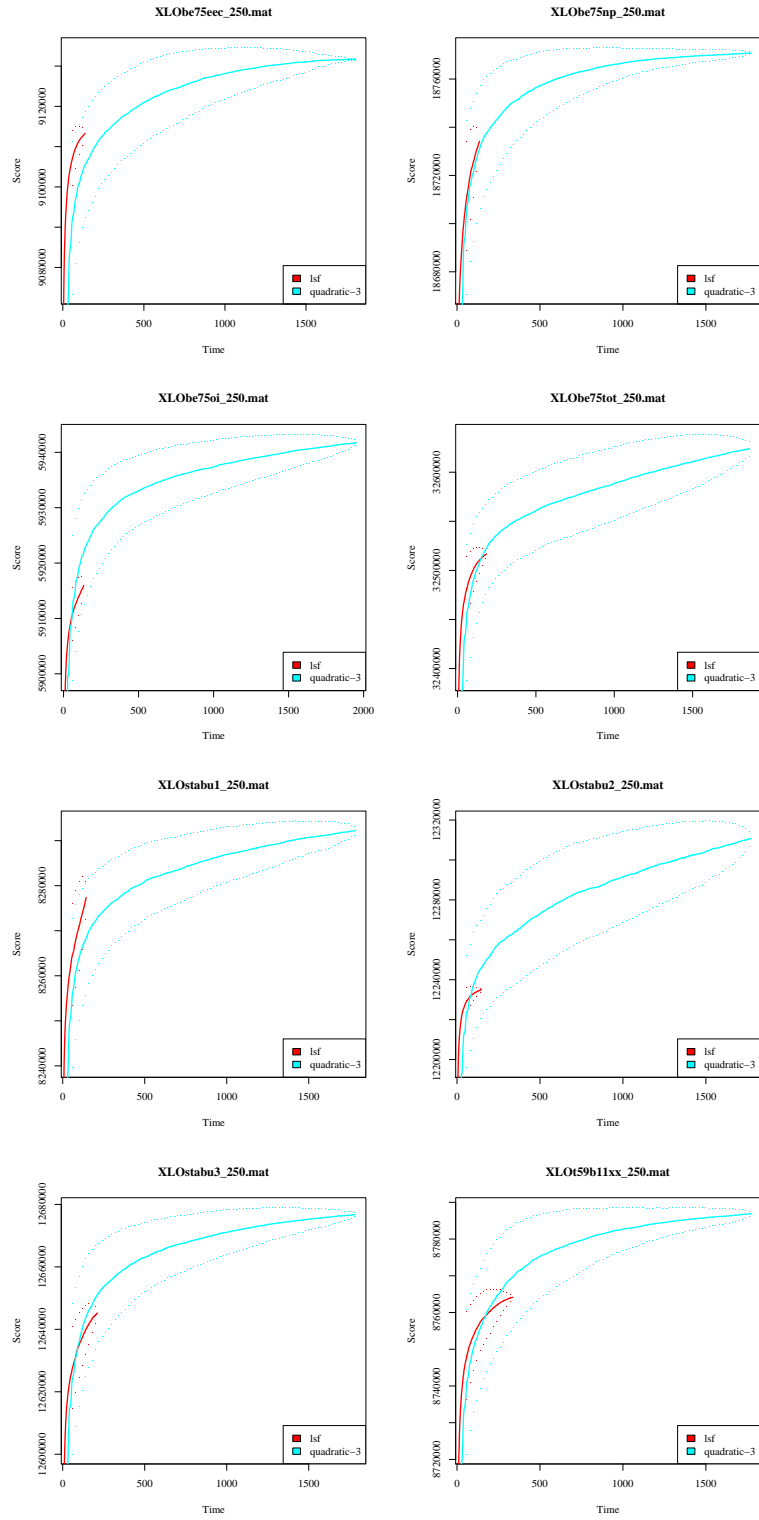 XLObe75eec_250.mat
Score
9080000
9100000
9120000
0
500
1000
1500
Time
lsf
quadratic−3
XLObe75np_250.mat
Score
18680000
18720000
18760000
0
500
1000
1500
Time
lsf
quadratic−3
XLObe75oi_250.mat
Score
5900000
5910000
5920000
5930000
5940000
0
500
1000
1500
2000
Time
lsf
quadratic−3
XLObe75tot_250.mat
Score
32400000
32500000
32600000
0
500
1000
1500
Time
lsf
quadratic−3
XLOstabu1_250.mat
Score
8240000
8260000
8280000
0
500
1000
1500
Time
lsf
quadratic−3
XLOstabu2_250.mat
Score
12200000
12240000
12280000
12320000
0
500
1000
1500
Time
lsf
quadratic−3
XLOstabu3_250.mat
Score
12600000
12620000
12640000
12660000
12680000
0
500
1000
1500
Time
lsf
quadratic−3
XLOt59b11xx_250.mat
Score
8720000
8740000
8760000
8780000
0
500
1000
1500
Time
lsf
quadratic−3